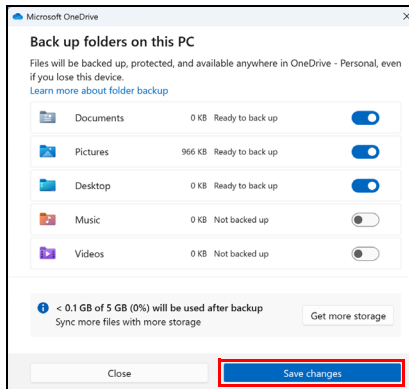 Microsoft OneDrive
Back up folders on this PC
Files will be backed up, protected, and available anywhere in OneDrive - Personal, even
if you lose this device.
Learn more about folder backup
Documents 0 KB Ready to back up
Pictures 966 KB Ready to back up
Desktop 0 KB Ready to back up
Music 0 KB Not backed up
Videos 0 KB Not backed up
< 0.1 GB of 5 GB (0%) will be used after backup
Sync more files with more storage
Get more storage
Close Save changes